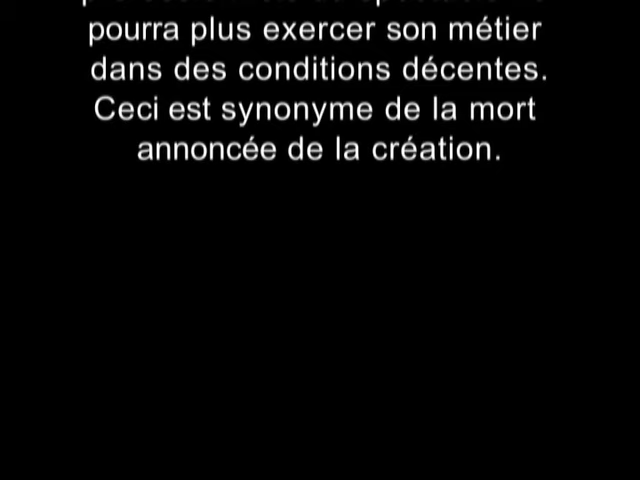 pourra plus exercer son métier
dans des conditions décentes.
Ceci est synonyme de la mort
annoncée de la création.